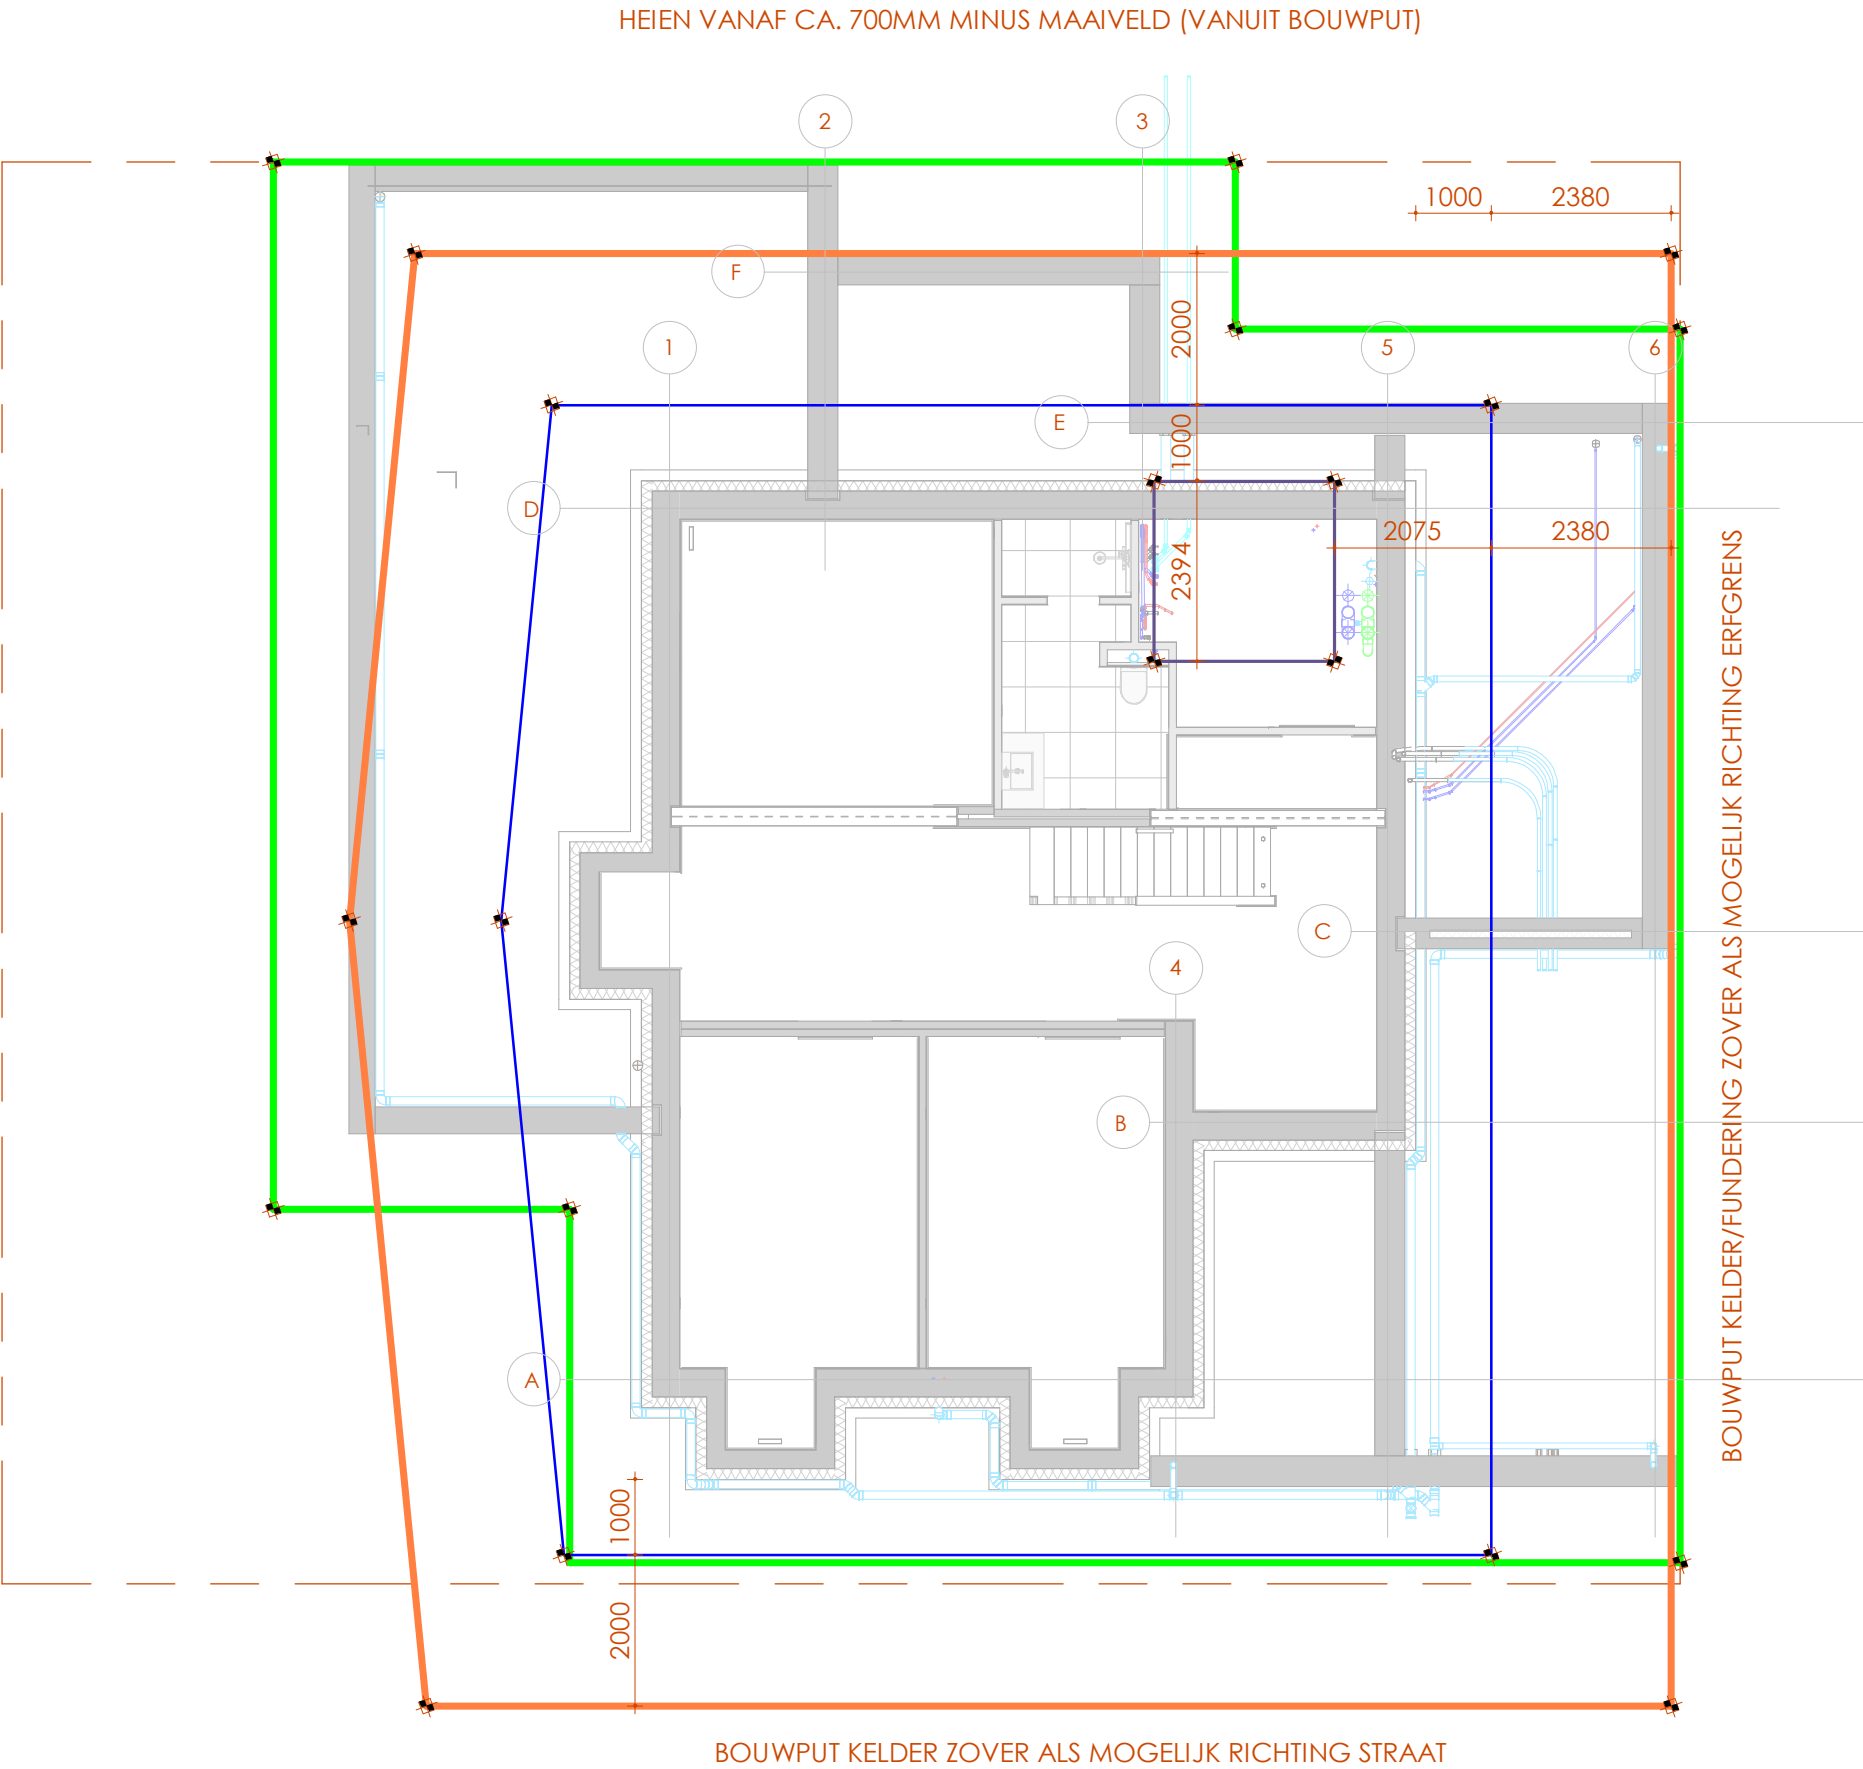 HEIEN VANAF CA. 700MM MINUS MAAIVELD (VANUIT BOUWPUT)
2
3
1000
2380
F
2000
1
5
6
E
1000
D
2075
2380
2394
BOUWPUT KELDER/FUNDERING ZOVER ALS MOGELIJK RICHTING ERFGRENS
C
4
B
A
1000
2000
BOUWPUT KELDER ZOVER ALS MOGELIJK RICHTING STRAAT